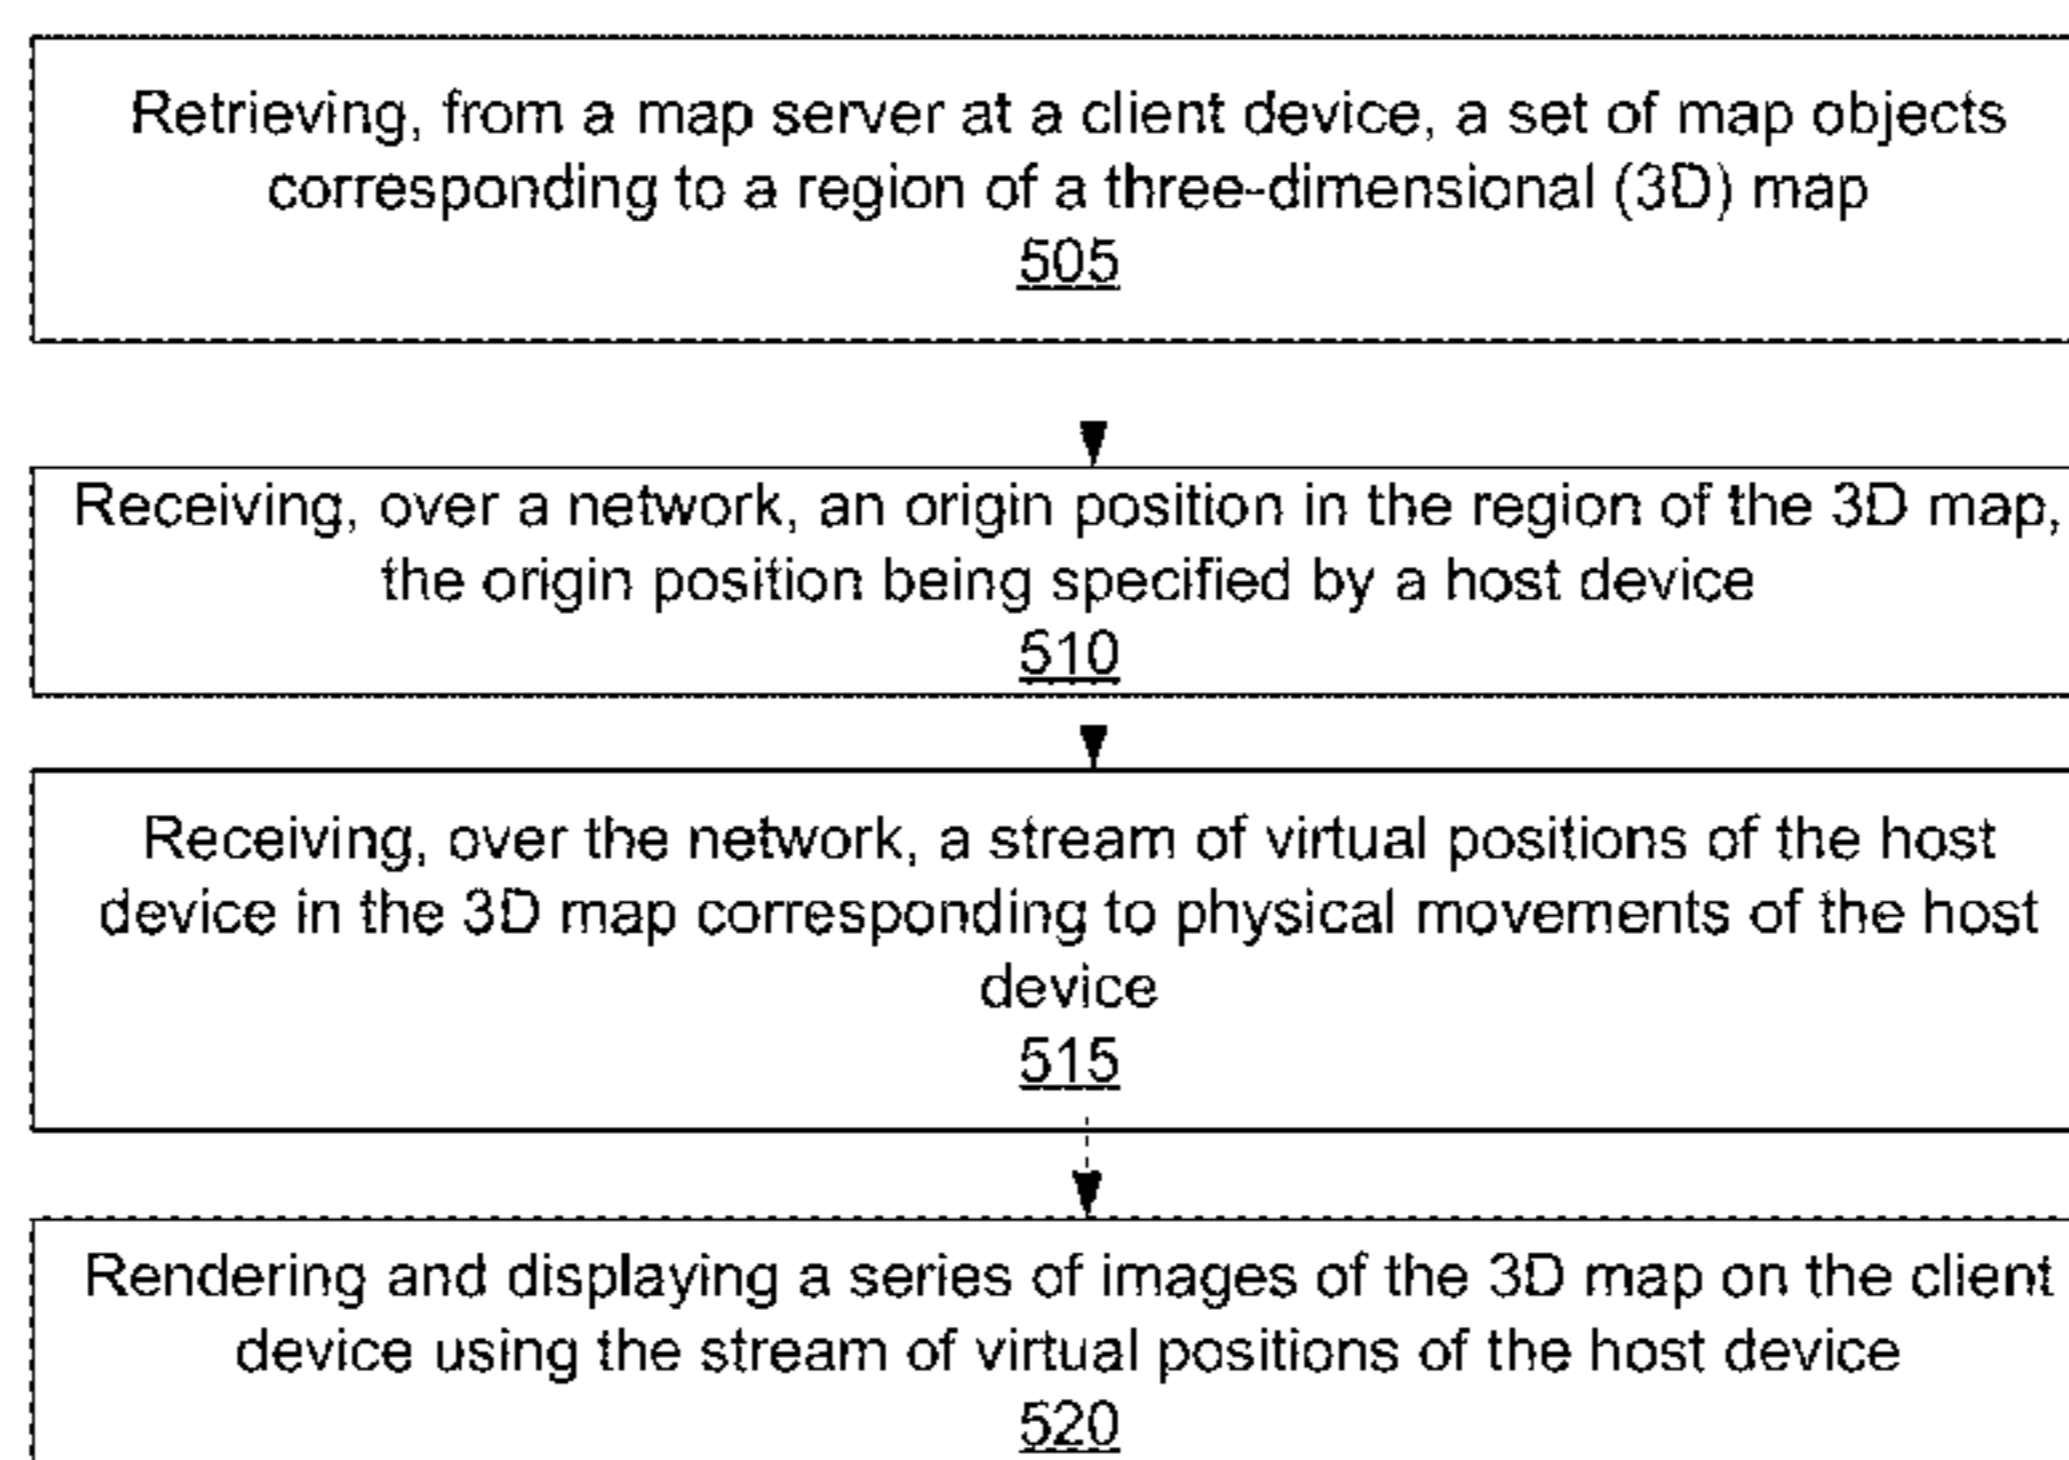 Retrieving, from a map server at a client device, a set of map objects
corresponding to a region of a three-dimensional (3D) map
505
Receiving, over a network, an origin position in the region of the 3D map,
the origin position being specified by a host device
510
Receiving, over the network, a stream of virtual positions of the host
device in the 3D map corresponding to physical movements of the host
device
515
Rendering and displaying a series of images of the 3D map on the client
device using the stream of virtual positions of the host device
520